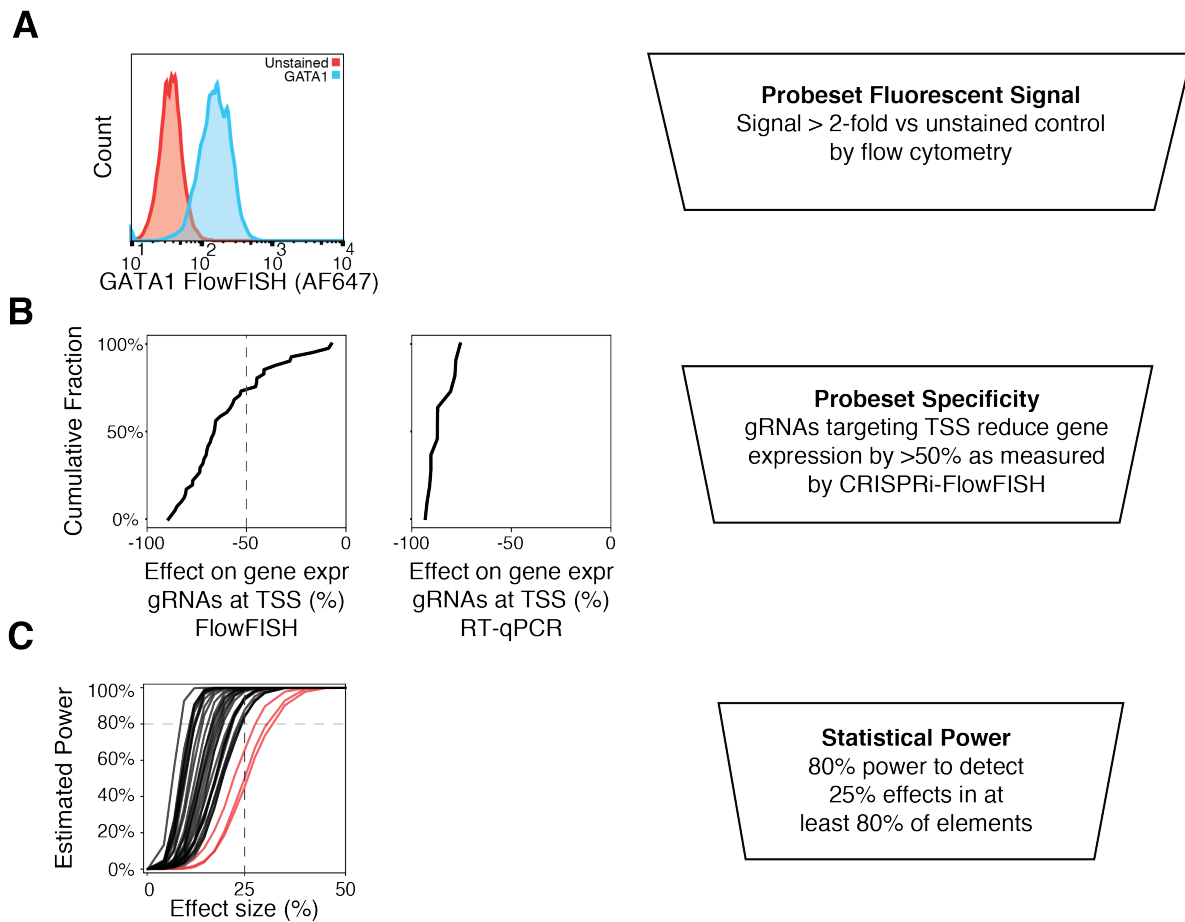 A
Unstained
GATA1
Count
10^1
10^2
10^3
10^4
GATA1 FlowFISH (AF647)
Probeset Fluorescent Signal
Signal > 2-fold vs unstained control
by flow cytometry
B
Cumulative Fraction
100%
50%
0%
-100
-50
0
Effect on gene expr
gRNAs at TSS (%)
FlowFISH
-100
-50
0
Effect on gene expr
gRNAs at TSS (%)
RT-qPCR
Probeset Specificity
gRNAs targeting TSS reduce gene
expression by >50% as measured
by CRISPRi-FlowFISH
C
Estimated Power
100%
80%
60%
40%
20%
0%
0
25
50
Effect size (%)
Statistical Power
80% power to detect
25% effects in at
least 80% of elements